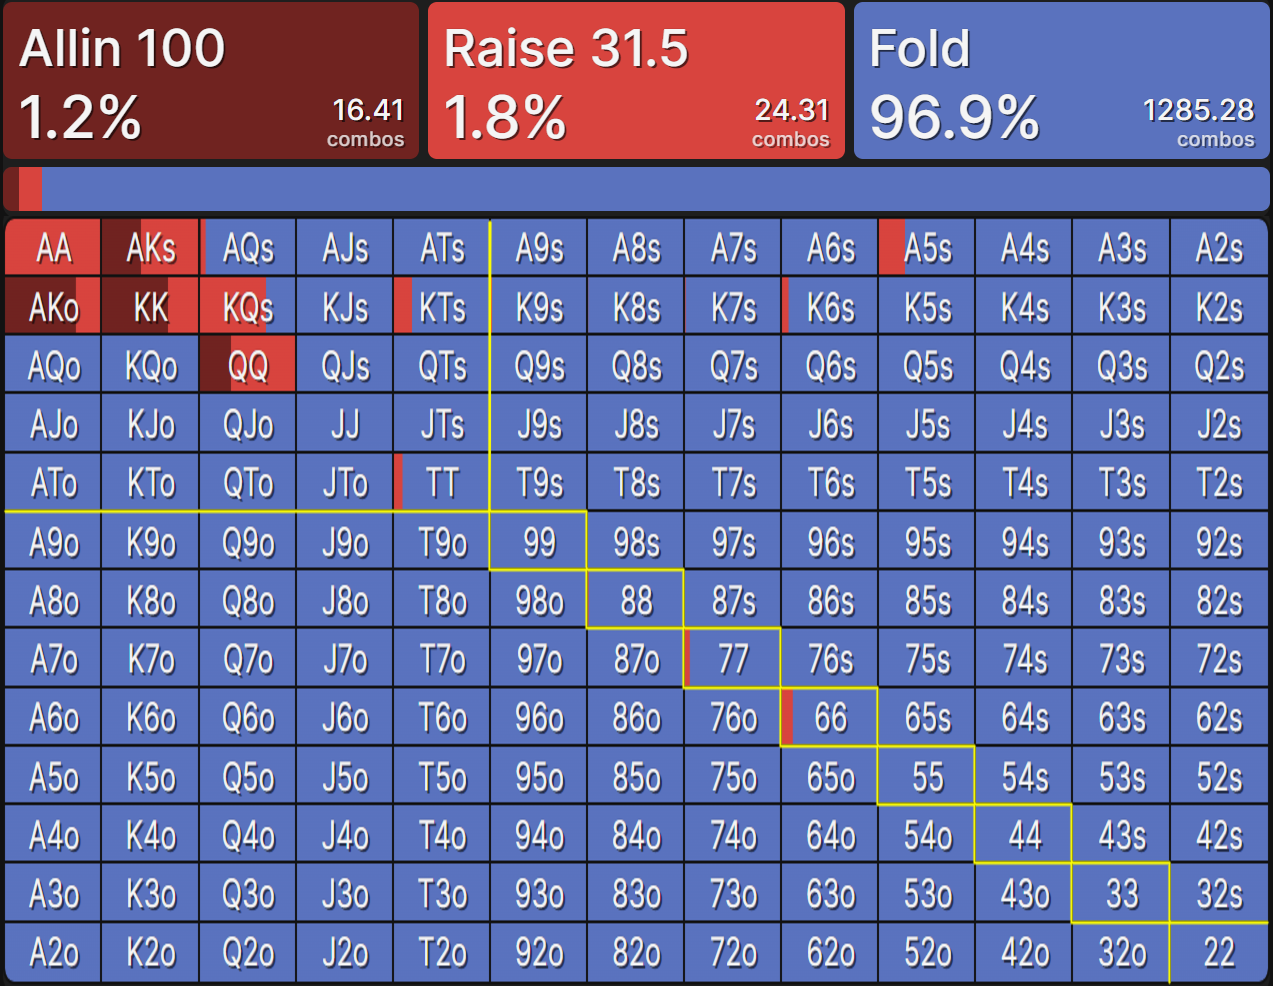 Allin 100 Raise 31.5 Fold
1.2% 16.41 combos 1.8% 24.31 combos 96.9% 1285.28 combos
AA AKs AQs AJs ATs A9s A8s A7s A6s A5s A4s A3s A2s
AKo KK KQs KJs KTs K9s K8s K7s K6s K5s K4s K3s K2s
AQo KQo QQ QJs QTs Q9s Q8s Q7s Q6s Q5s Q4s Q3s Q2s
AJo KJo QJo JJ JTs J9s J8s J7s J6s J5s J4s J3s J2s
ATo KTo QTo JTo TT T9s T8s T7s T6s T5s T4s T3s T2s
A9o K9o Q9o J9o T9o 99 98s 97s 96s 95s 94s 93s 92s
A8o K8o Q8o J8o T8o 98o 88 87s 86s 85s 84s 83s 82s
A7o K7o Q7o J7o T7o 97o 87o 77 76s 75s 74s 73s 72s
A6o K6o Q6o J6o T6o 96o 86o 76o 66 65s 64s 63s 62s
A5o K5o Q5o J5o T5o 95o 85o 75o 65o 55 54s 53s 52s
A4o K4o Q4o J4o T4o 94o 84o 74o 64o 54o 44 43s 42s
A3o K3o Q3o J3o T3o 93o 83o 73o 63o 53o 43o 33 32s
A2o K2o Q2o J2o T2o 92o 82o 72o 62o 52o 42o 32o 22